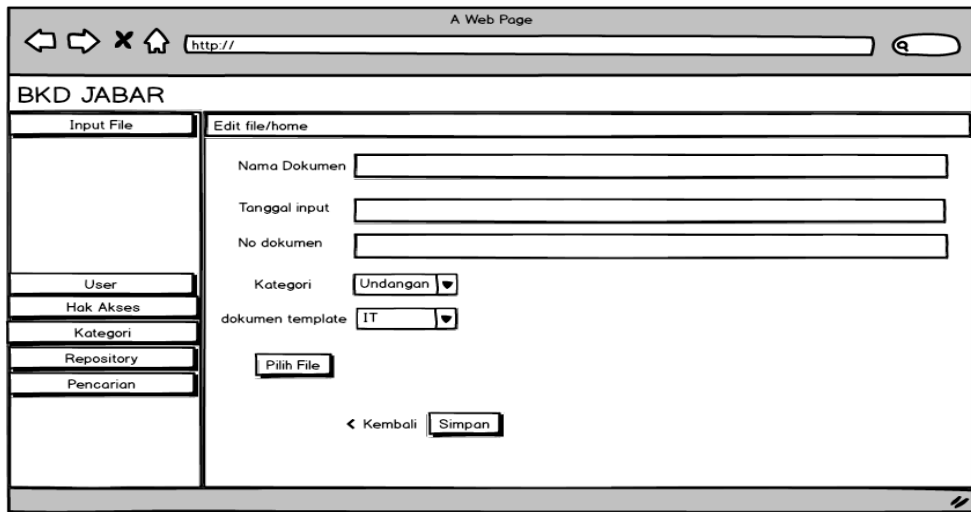 A Web Page
http://
BKD JABAR
Input File
Edit file/home
Nama Dokumen
Tanggal input
No dokumen
User
Kategori
Undangan
Hak Akses
dokumen template
IT
Kategori
Repository
Pilih File
Pencarian
< Kembali
Simpan